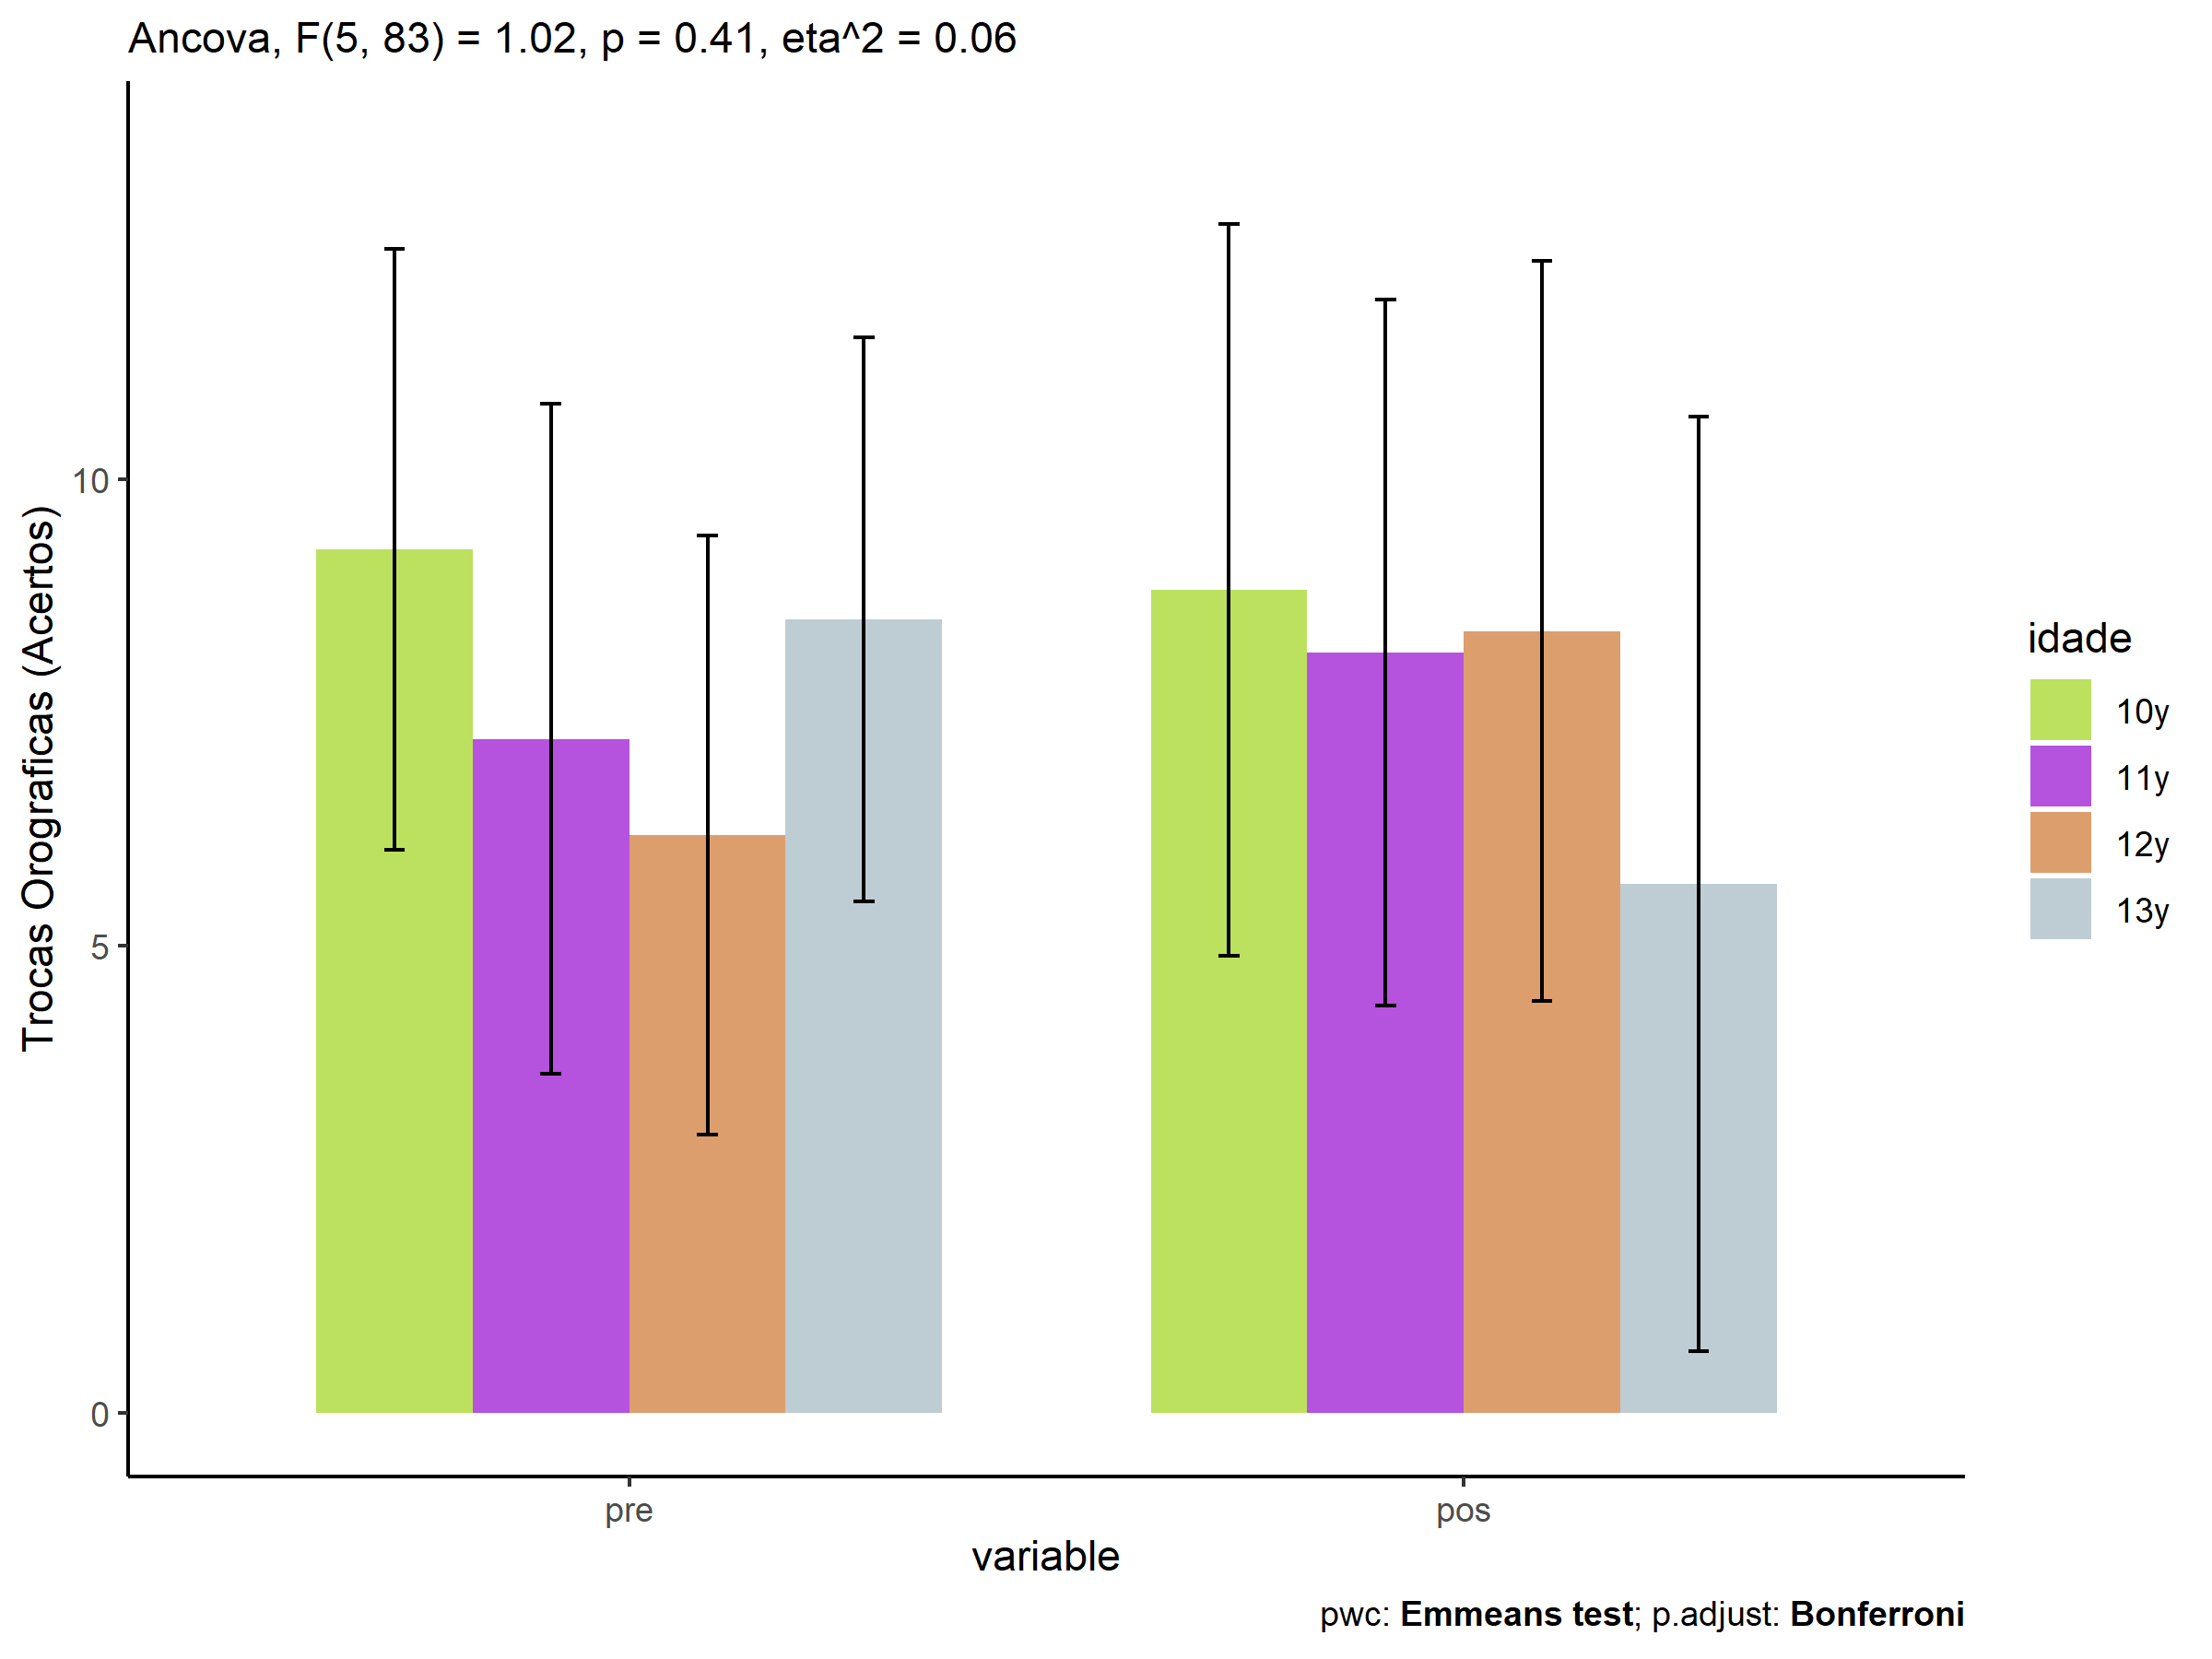 Ancova, F(5, 83) = 1.02, p = 0.41, eta^2 = 0.06
Trocas Orograficas (Acertos)
10
5
0
pre
pos
variable
idade
10y
11y
12y
13y
pwc: Emmeans test; p.adjust: Bonferroni